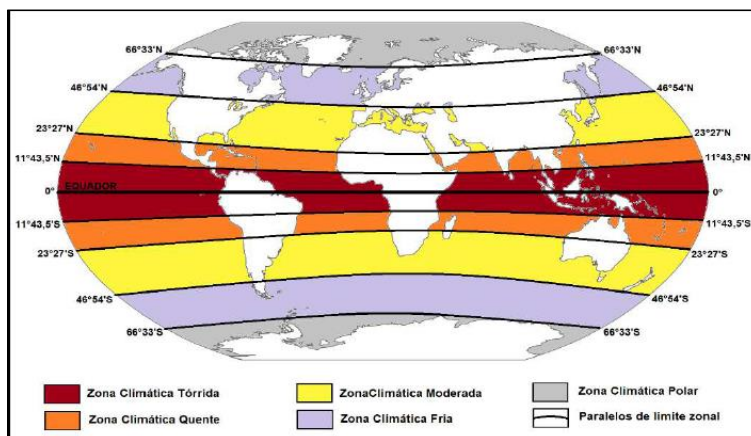 66°33'N 66°33'N
46°54'N 46°54'N
23°27'N 23°27'N
11°43,5'N 11°43,5'N
0° EQUADOR 0°
11°43,5'S 11°43,5'S
23°27'S 23°27'S
46°54'S 46°54'S
66°33'S 66°33'S
Zona Climática Tórrida ZonaClimática Moderada Zona Climática Polar
Zona Climática Quente Zona Climática Fria Paralelos de limite zonal